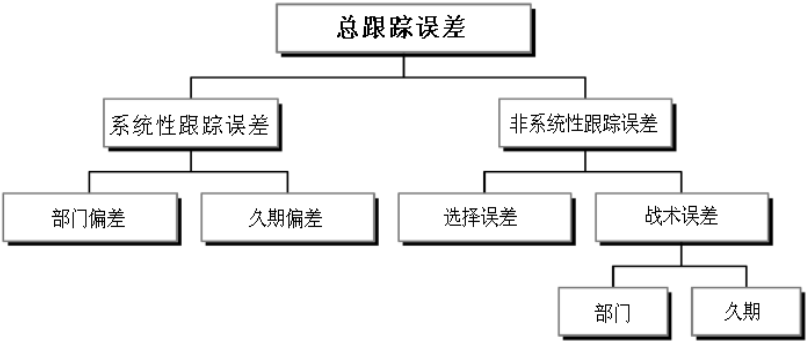 总跟踪误差
系统性跟踪误差
非系统性跟踪误差
部门偏差
久期偏差
选择误差
战术误差
部门
久期